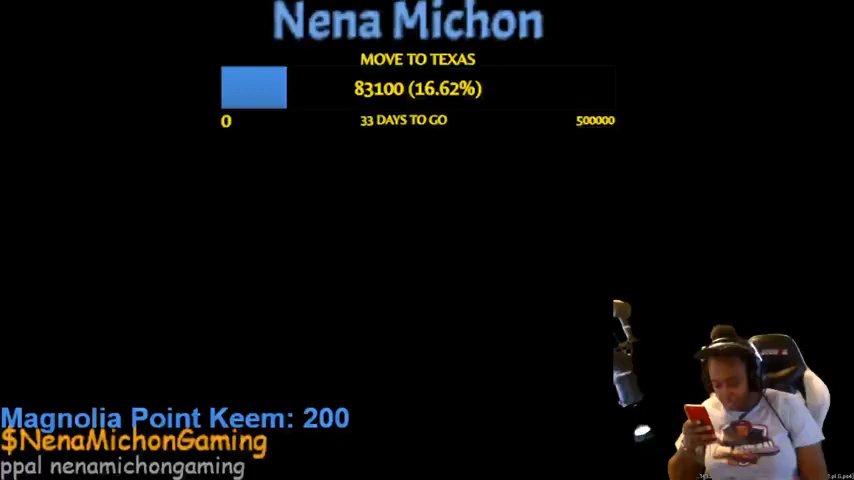 Nena Michon
MOVE TO TEXAS
83100 (16.62%)
0
33 DAYS TO GO
500000
Magnolia Point Keem: 200
$NenaMichonGaming
ppal nenamichongaming